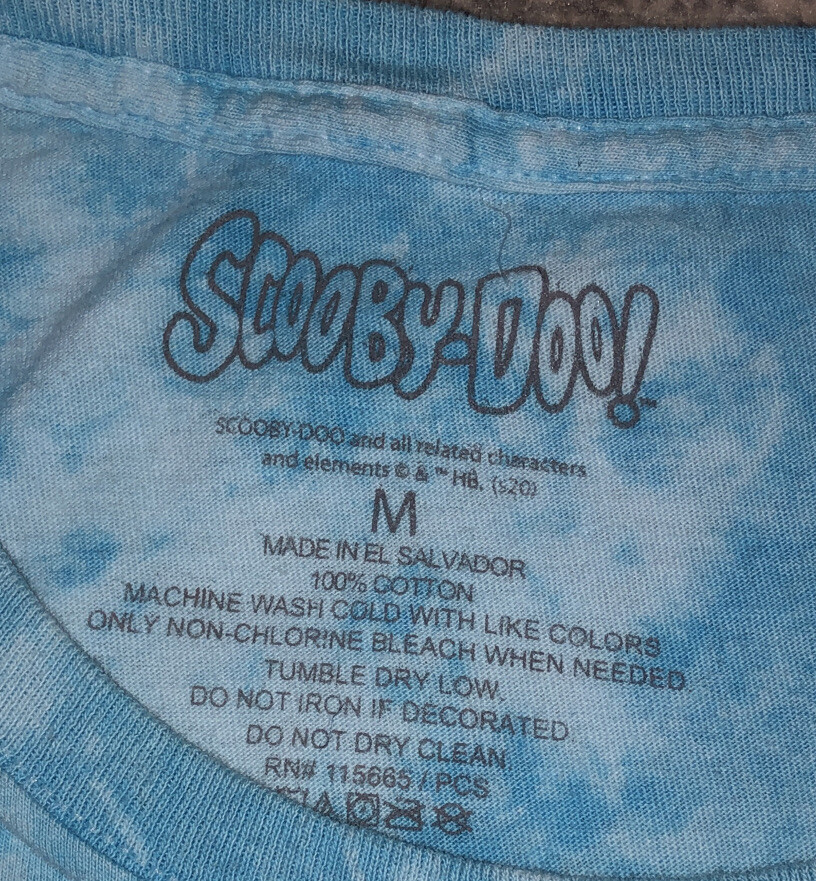 SCOOBY-DOO!™
SCOOBY-DOO and all related characters
and elements © & ™ HB. (s20)
M
MADE IN EL SALVADOR
100% COTTON
MACHINE WASH COLD WITH LIKE COLORS
ONLY NON-CHLORINE BLEACH WHEN NEEDED
TUMBLE DRY LOW.
DO NOT IRON IF DECORATED
DO NOT DRY CLEAN
RN# 115665 / PCS